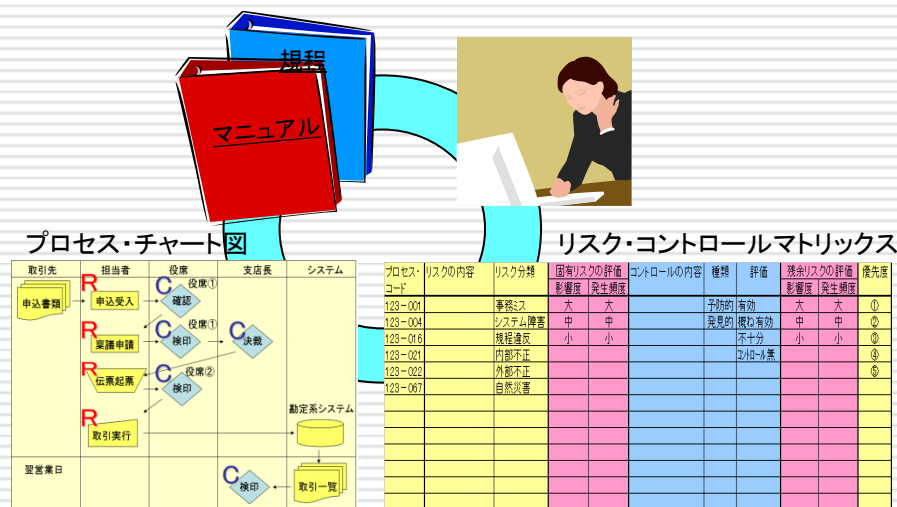 規程
マニュアル
プロセス・チャート図
リスク・コントロールマトリックス
取引先 担当者 役席 支店長 システム
申込書類 R 申込受入 C 役席① 確認
R 稟議申請 C 役席① 検印 C 決裁
R 伝票起票 C 役席② 検印
R 取引実行 勘定系システム
翌営業日 C 検印 取引一覧
プロセス・コード リスクの内容 リスク分類 固有リスクの評価 コントロールの内容 種類 評価 残余リスクの評価 優先度
影響度 発生頻度 影響度 発生頻度
123-001 事務ミス 大 大 予防的 有効 大 大 ①
123-004 システム障害 中 中 発見的 概ね有効 中 中 ②
123-016 規程違反 小 小 不十分 小 小 ③
123-021 内部不正 コントロール無 ④
123-022 外部不正 ⑤
123-067 自然災害